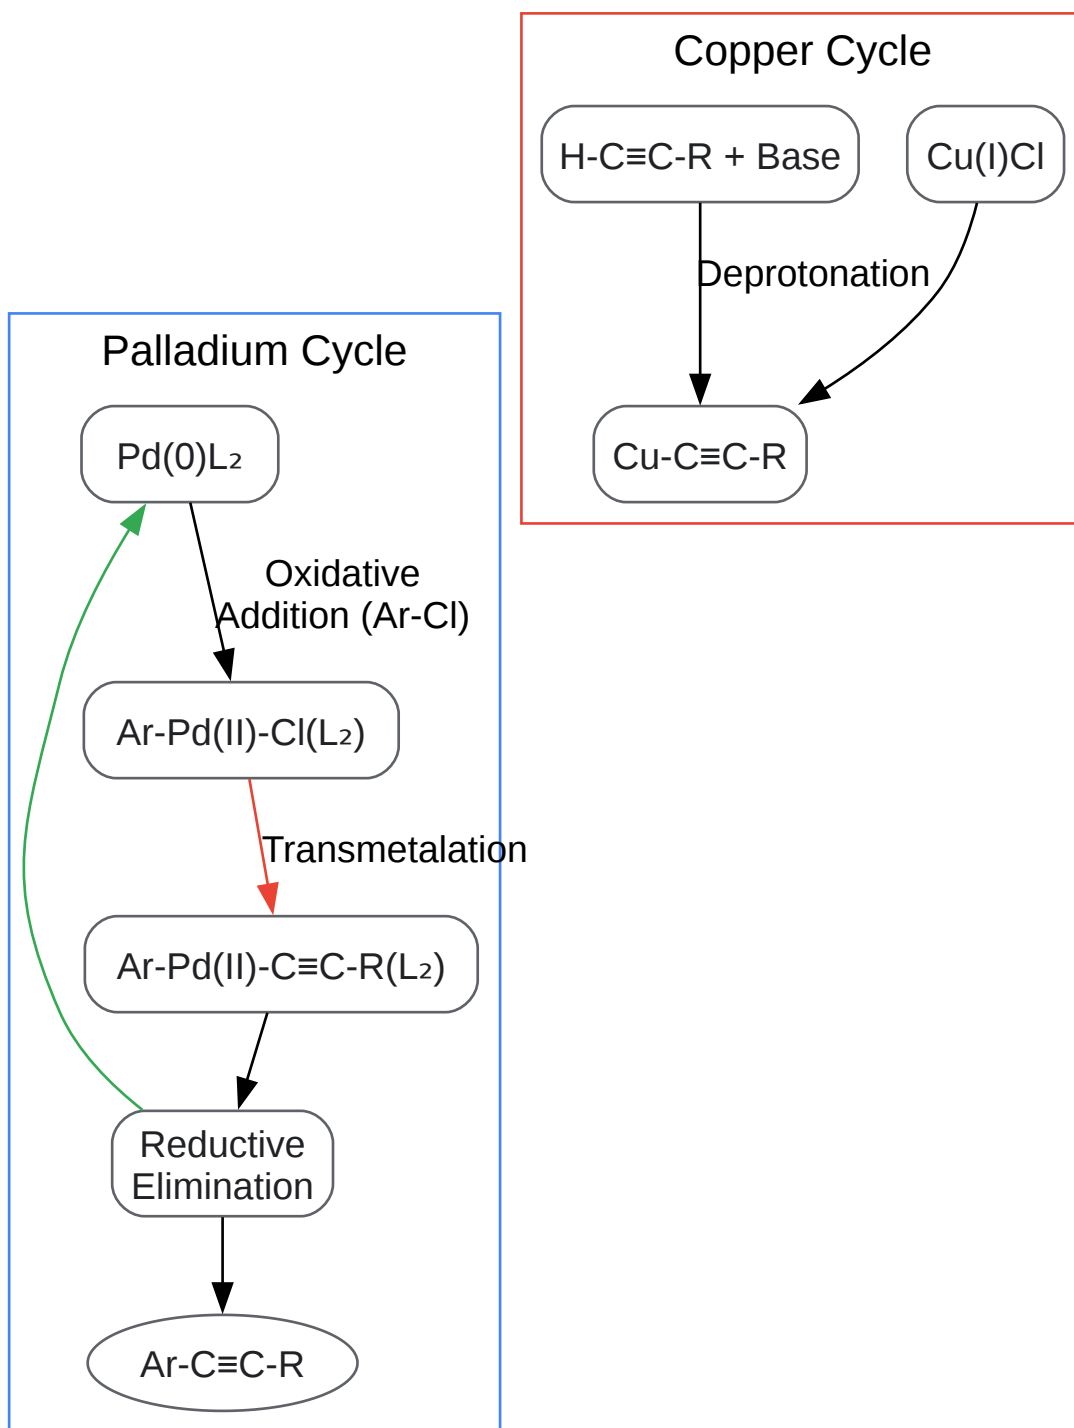 Copper Cycle
H-C≡C-R + Base
Cu(I)Cl
Deprotonation
Cu-C≡C-R
Palladium Cycle
Pd(0)L₂
Oxidative
Addition (Ar-Cl)
Ar-Pd(II)-Cl(L₂)
Transmetalation
Ar-Pd(II)-C≡C-R(L₂)
Reductive
Elimination
Ar-C≡C-R